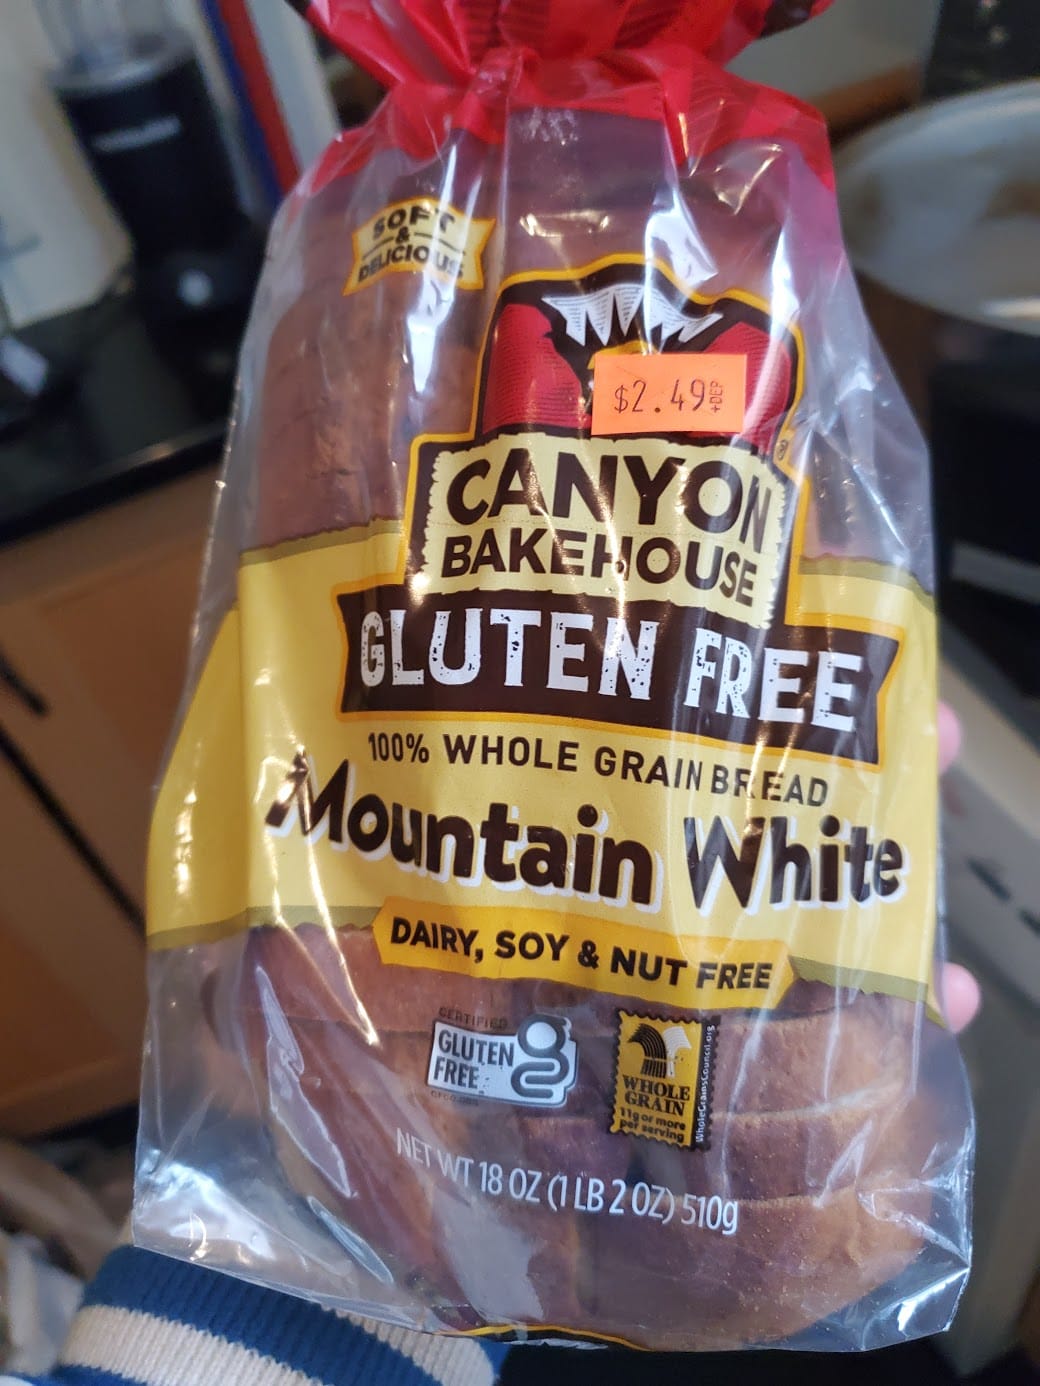 SOFT
&
DELICIOUS
$2.49 +DEP
®
CANYON
BAKEHOUSE
GLUTEN FREE
100% WHOLE GRAIN BREAD
Mountain White
DAIRY, SOY & NUT FREE
CERTIFIED
GLUTEN
FREE
WHOLE
GRAIN
11g or more
per serving
WholeGrainsCouncil.org
NET WT 18 OZ (1 LB 2 OZ) 510g